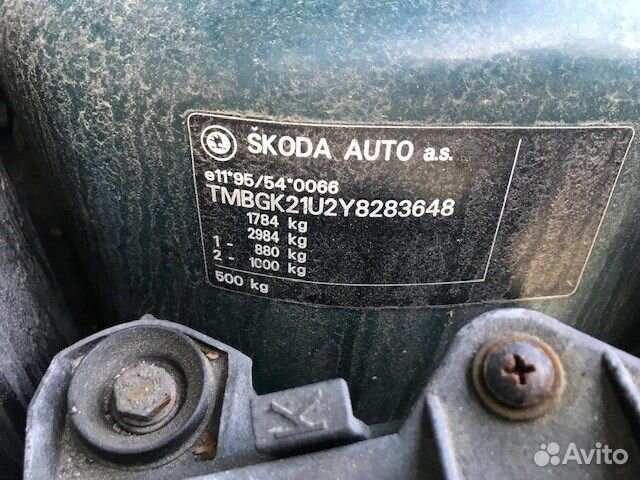 ŠKODA AUTO a.s.
e11*95/54*0066
TMBGK21U2Y8283648
1784 kg
2984 kg
1 - 880 kg
2 - 1000 kg
500 kg
Avito